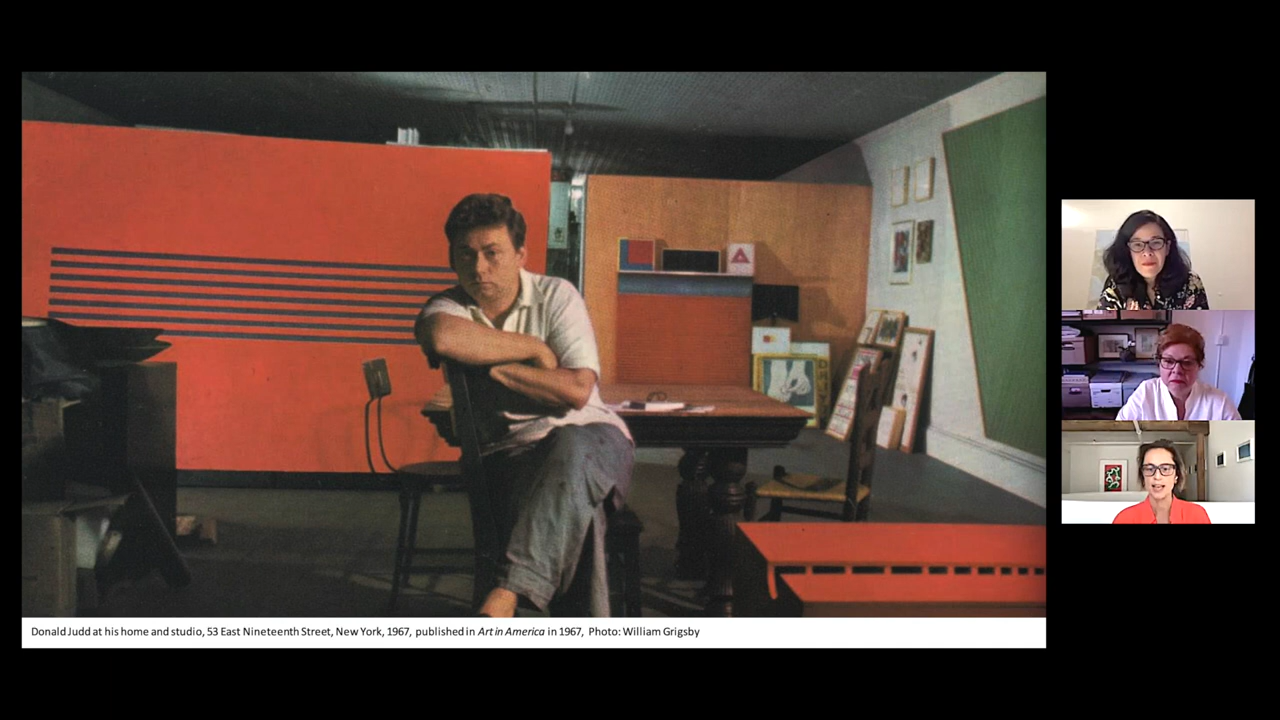 Donald Judd at his home and studio, 53 East Nineteenth Street, New York, 1967, published in Art in America in 1967, Photo: William Grigsby